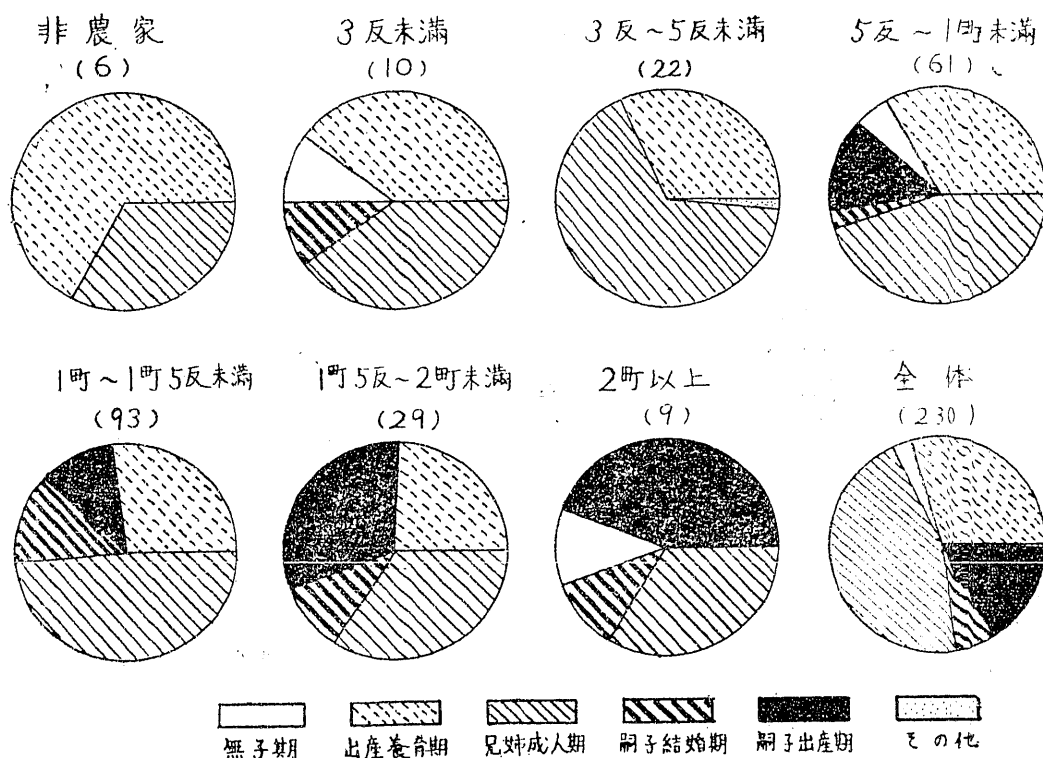 非農家 3反未満 3反～5反未満 5反～1町未満
(6) (10) (22) (61)
1町～1町5反未満 1町5反～2町未満 2町以上 全体
(93) (29) (9) (230)
無子期 出産養育期 兄姉成人期 嗣子結婚期 嗣子出産期 その他